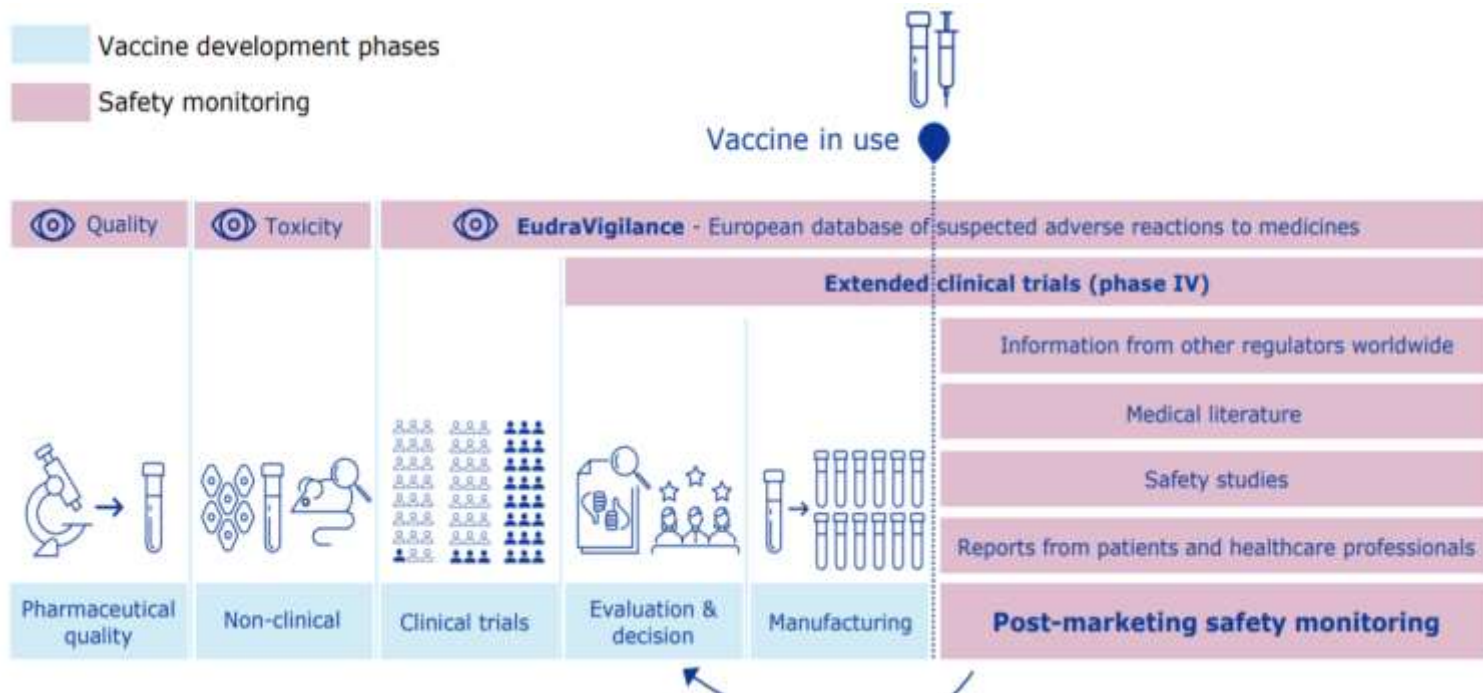 Vaccine development phases
Safety monitoring
Vaccine in use
Quality
Toxicity
EudraVigilance - European database of suspected adverse reactions to medicines
Extended clinical trials (phase IV)
Information from other regulators worldwide
Medical literature
Safety studies
Reports from patients and healthcare professionals
Pharmaceutical
quality
Non-clinical
Clinical trials
Evaluation &
decision
Manufacturing
Post-marketing safety monitoring